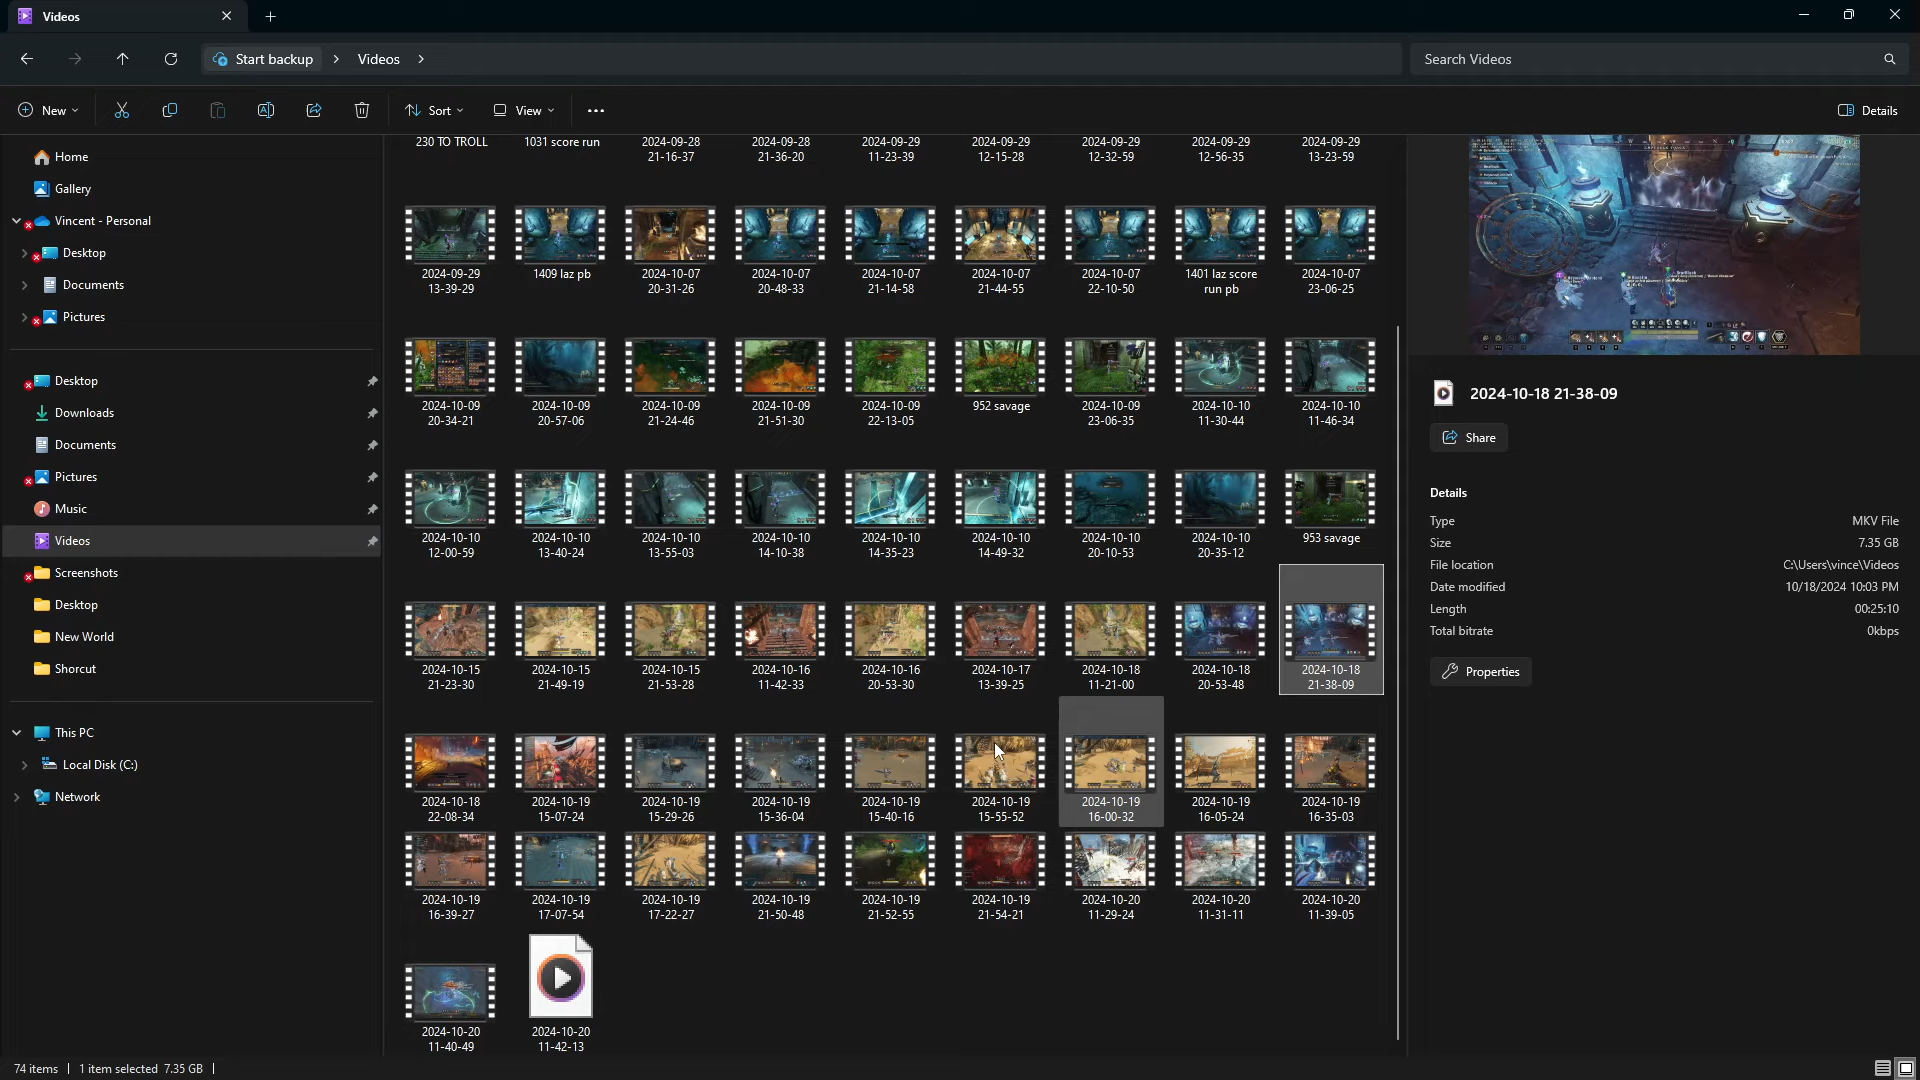 Videos
Start backup
Videos
Search Videos
New
Sort
View
Details
Home
Gallery
Vincent - Personal
Desktop
Documents
Pictures
Desktop
Downloads
Documents
Pictures
Music
Videos
Screenshots
Desktop
New World
Shorcut
This PC
Local Disk (C:)
Network
230 TO TROLL
1031 score run
2024-09-28
21-16-37
2024-09-28
21-36-20
2024-09-29
11-23-39
2024-09-29
12-15-28
2024-09-29
12-32-59
2024-09-29
12-56-35
2024-09-29
13-23-59
2024-09-29
13-39-29
1409 laz pb
2024-10-07
20-31-26
2024-10-07
20-48-33
2024-10-07
21-14-58
2024-10-07
21-44-55
2024-10-07
22-10-50
1401 laz score
run pb
2024-10-07
23-06-25
2024-10-09
20-34-21
2024-10-09
20-57-06
2024-10-09
21-24-46
2024-10-09
21-51-30
2024-10-09
22-13-05
952 savage
2024-10-09
23-06-35
2024-10-10
11-30-44
2024-10-10
11-46-34
2024-10-10
12-00-59
2024-10-10
13-40-24
2024-10-10
13-55-03
2024-10-10
14-10-38
2024-10-10
14-35-23
2024-10-10
14-49-32
2024-10-10
20-10-53
2024-10-10
20-35-12
953 savage
2024-10-15
21-23-30
2024-10-15
21-49-19
2024-10-15
21-53-28
2024-10-16
11-42-33
2024-10-16
20-53-30
2024-10-17
13-39-25
2024-10-18
11-21-00
2024-10-18
20-53-48
2024-10-18
21-38-09
2024-10-18
22-08-34
2024-10-19
15-07-24
2024-10-19
15-29-26
2024-10-19
15-36-04
2024-10-19
15-40-16
2024-10-19
15-55-52
2024-10-19
16-00-32
2024-10-19
16-05-24
2024-10-19
16-35-03
2024-10-19
16-39-27
2024-10-19
17-07-54
2024-10-19
17-22-27
2024-10-19
21-50-48
2024-10-19
21-52-55
2024-10-19
21-54-21
2024-10-20
11-29-24
2024-10-20
11-31-11
2024-10-20
11-39-05
2024-10-20
11-40-49
2024-10-20
11-42-13
2024-10-18 21-38-09
Share
Details
Type MKV File
Size 7.35 GB
File location C:\Users\vince\Videos
Date modified 10/18/2024 10:03 PM
Length 00:25:10
Total bitrate 0kbps
Properties
74 items
1 item selected 7.35 GB